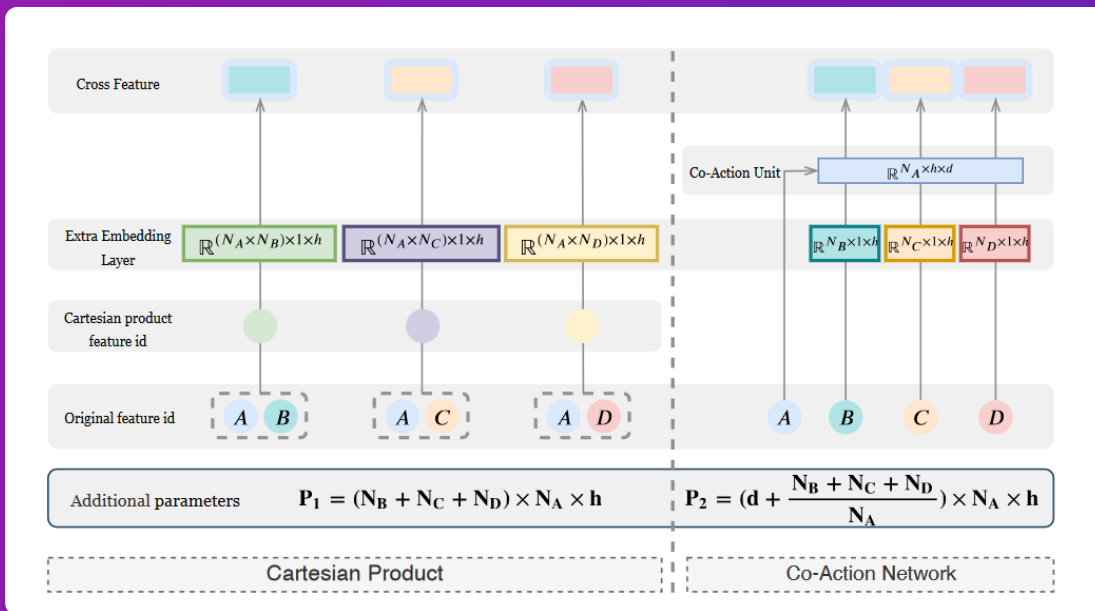 Cross Feature
Co-Action Unit
ℝ^{N_A×h×d}
Extra Embedding
Layer
ℝ^{(N_A×N_B)×1×h} ℝ^{(N_A×N_C)×1×h} ℝ^{(N_A×N_D)×1×h} ℝ^{N_B×1×h} ℝ^{N_C×1×h} ℝ^{N_D×1×h}
Cartesian product
feature id
Original feature id A B A C A D A B C D
Additional parameters P₁ = (N_B + N_C + N_D) × N_A × h P₂ = (d + \frac{N_B + N_C + N_D}{N_A}) × N_A × h
Cartesian Product Co-Action Network